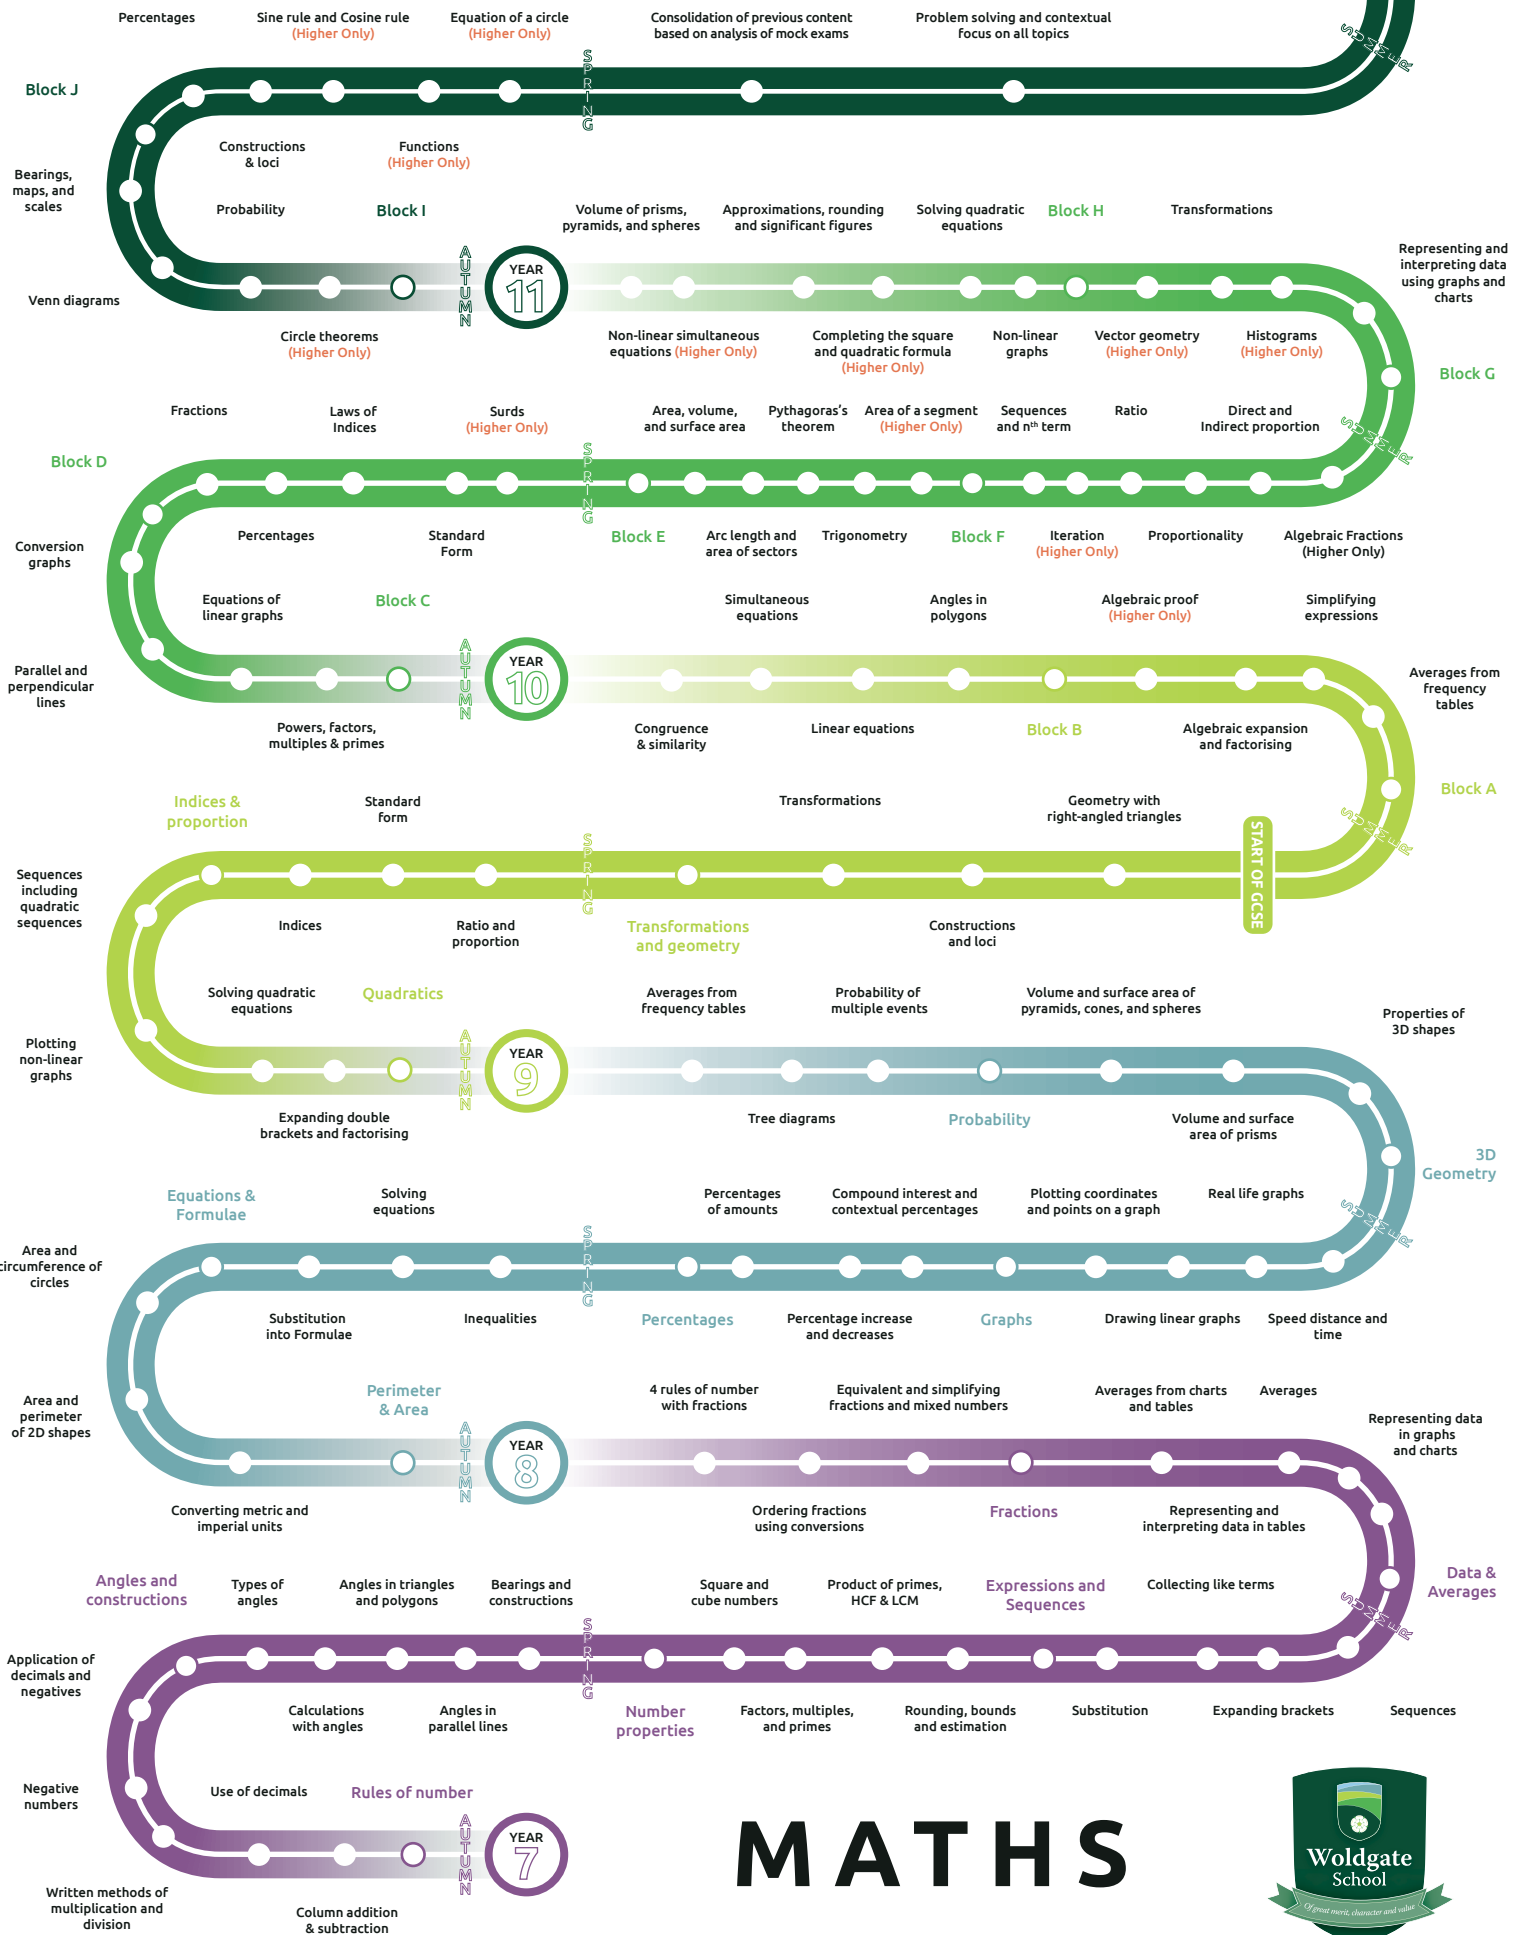 Percentages
Sine rule and Cosine rule
(Higher Only)
Equation of a circle
(Higher Only)
Consolidation of previous content
based on analysis of mock exams
Problem solving and contextual
focus on all topics
SUMMER
SPRING
Block J
Constructions
& loci
Functions
(Higher Only)
Bearings,
maps, and
scales
Probability
Block I
Volume of prisms,
pyramids, and spheres
Approximations, rounding
and significant figures
Solving quadratic
equations
Block H
Transformations
Representing and
interpreting data
using graphs and
charts
AUTUMN
YEAR
11
Venn diagrams
Circle theorems
(Higher Only)
Non-linear simultaneous
equations (Higher Only)
Completing the square
and quadratic formula
(Higher Only)
Non-linear
graphs
Vector geometry
(Higher Only)
Histograms
(Higher Only)
Block G
Fractions
Laws of
Indices
Surds
(Higher Only)
Area, volume,
and surface area
Pythagoras's
theorem
Area of a segment
(Higher Only)
Sequences
and nth term
Ratio
Direct and
Indirect proportion
SUMMER
SPRING
Block D
Conversion
graphs
Percentages
Standard
Form
Block E
Arc length and
area of sectors
Trigonometry
Block F
Iteration
(Higher Only)
Proportionality
Algebraic Fractions
(Higher Only)
Equations of
linear graphs
Block C
Simultaneous
equations
Angles in
polygons
Algebraic proof
(Higher Only)
Simplifying
expressions
AUTUMN
YEAR
10
Parallel and
perpendicular
lines
Averages from
frequency
tables
Powers, factors,
multiples & primes
Congruence
& similarity
Linear equations
Block B
Algebraic expansion
and factorising
Block A
Indices &
proportion
Standard
form
Transformations
Geometry with
right-angled triangles
START OF GCSE
SUMMER
SPRING
Sequences
including
quadratic
sequences
Indices
Ratio and
proportion
Transformations
and geometry
Constructions
and loci
Solving quadratic
equations
Quadratics
Averages from
frequency tables
Probability of
multiple events
Volume and surface area of
pyramids, cones, and spheres
Properties of
3D shapes
AUTUMN
YEAR
9
Plotting
non-linear
graphs
Expanding double
brackets and factorising
Tree diagrams
Probability
Volume and surface
area of prisms
3D
Geometry
Equations &
Formulae
Solving
equations
Percentages
of amounts
Compound interest and
contextual percentages
Plotting coordinates
and points on a graph
Real life graphs
SUMMER
SPRING
Area and
circumference of
circles
Substitution
into Formulae
Inequalities
Percentages
Percentage increase
and decreases
Graphs
Drawing linear graphs
Speed distance and
time
Perimeter
& Area
4 rules of number
with fractions
Equivalent and simplifying
fractions and mixed numbers
Averages from charts
and tables
Averages
Representing data
in graphs
and charts
Area and
perimeter
of 2D shapes
AUTUMN
YEAR
8
Converting metric and
imperial units
Ordering fractions
using conversions
Fractions
Representing and
interpreting data in tables
Data &
Averages
Angles and
constructions
Types of
angles
Angles in triangles
and polygons
Bearings and
constructions
Square and
cube numbers
Product of primes,
HCF & LCM
Expressions and
Sequences
Collecting like terms
SUMMER
SPRING
Application of
decimals and
negatives
Calculations
with angles
Angles in
parallel lines
Number
properties
Factors, multiples,
and primes
Rounding, bounds
and estimation
Substitution
Expanding brackets
Sequences
Negative
numbers
Use of decimals
Rules of number
AUTUMN
YEAR
7
Written methods of
multiplication and
division
Column addition
& subtraction
MATHS
Woldgate
School
Of great merit, character and value